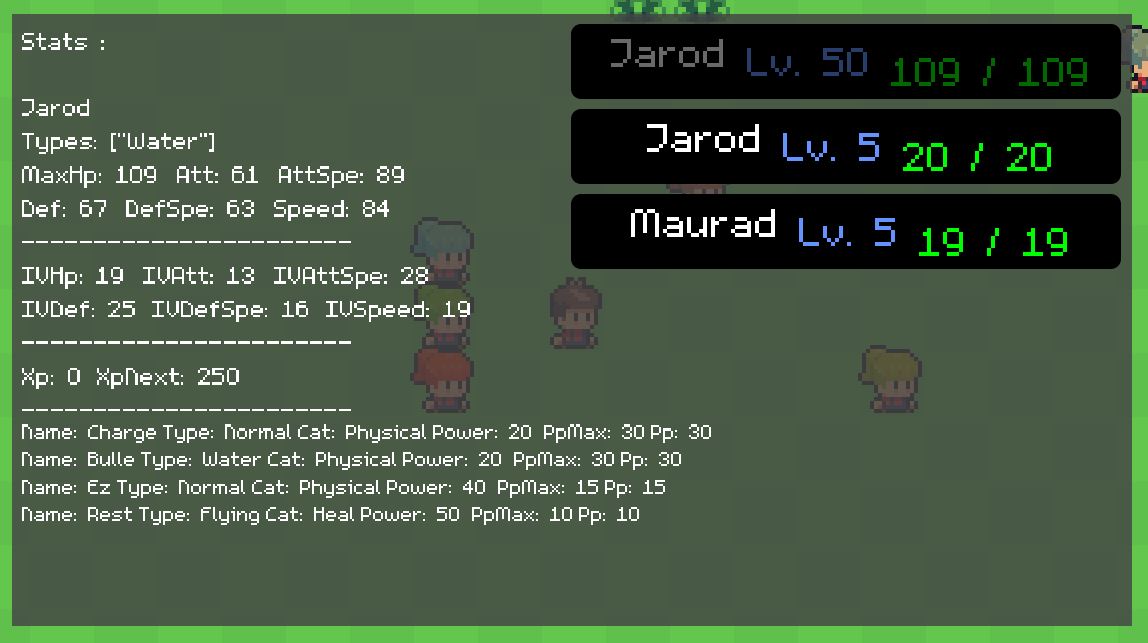 Stats :
Jarod
Types: ["Water"]
MaxHp: 109 Att: 61 AttSpe: 89
Def: 67 DefSpe: 63 Speed: 84
-----------------------
IVHp: 19 IVAtt: 13 IVAttSpe: 28
IVDef: 25 IVDefSpe: 16 IVSpeed: 19
-----------------------
Xp: 0 XpNext: 250
-----------------------
Name: Charge Type: Normal Cat: Physical Power: 20 PpMax: 30 Pp: 30
Name: Bulle Type: Water Cat: Physical Power: 20 PpMax: 30 Pp: 30
Name: Ez Type: Normal Cat: Physical Power: 40 PpMax: 15 Pp: 15
Name: Rest Type: Flying Cat: Heal Power: 50 PpMax: 10 Pp: 10
Jarod Lv. 50 109 / 109
Jarod Lv. 5 20 / 20
Maurad Lv. 5 19 / 19